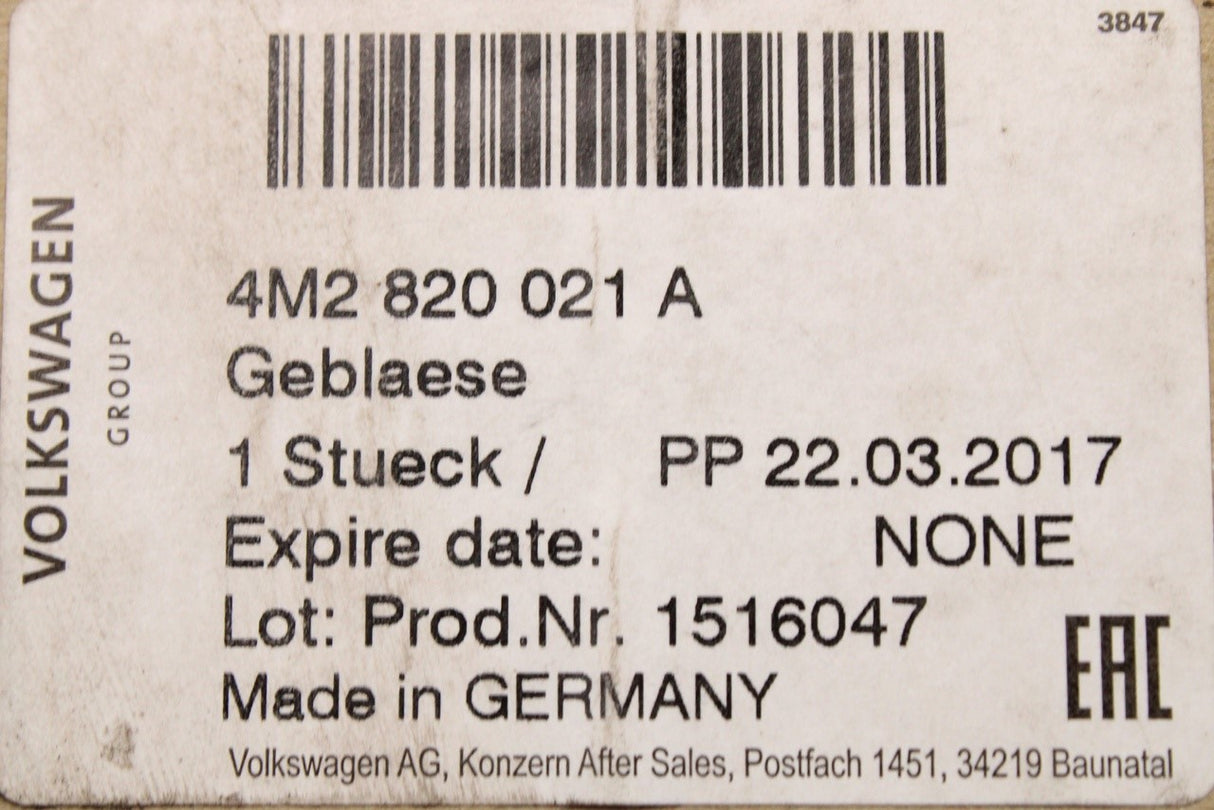 3847
VOLKSWAGEN
GROUP
4M2 820 021 A
Geblaese
1 Stueck / PP 22.03.2017
Expire date: NONE
Lot: Prod.Nr. 1516047
Made in GERMANY
EAC
Volkswagen AG, Konzern After Sales, Postfach 1451, 34219 Baunatal